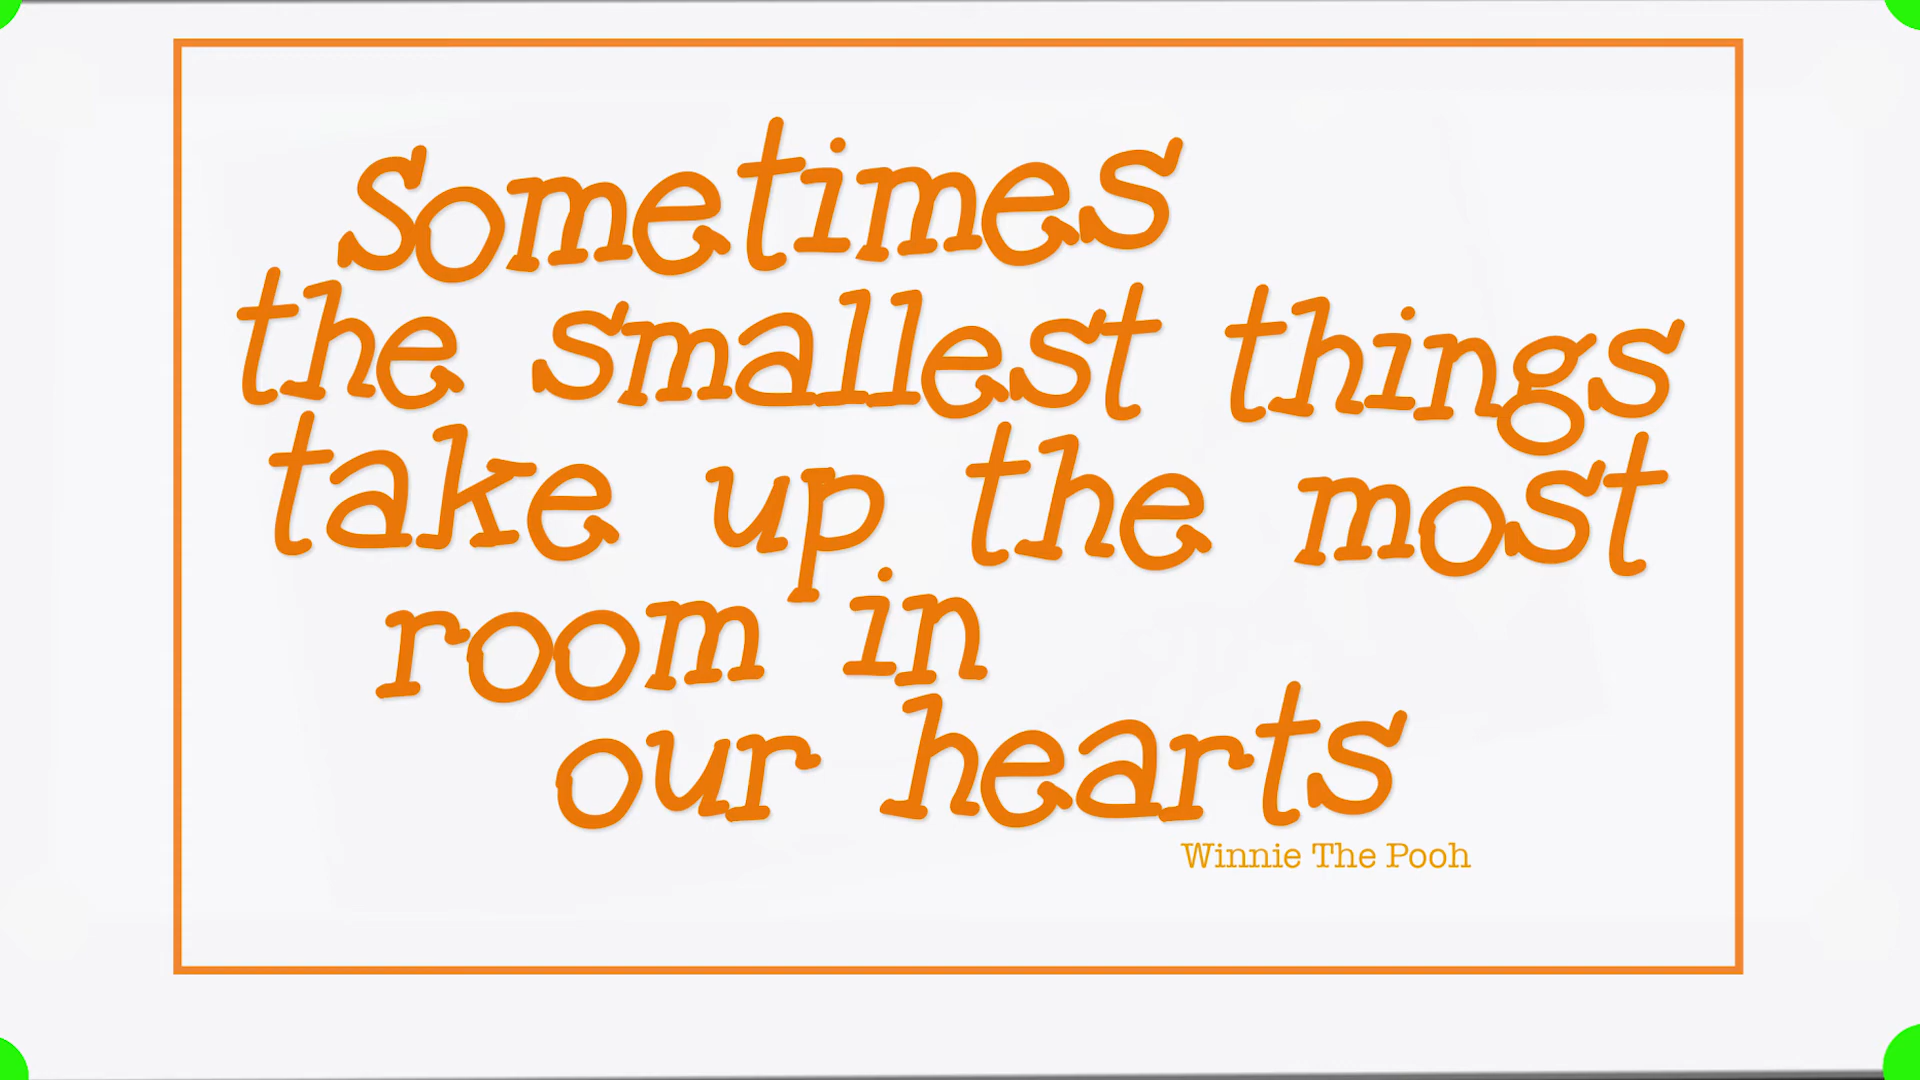 Sometimes
the smallest things
take up the most
room in
our hearts
Winnie The Pooh